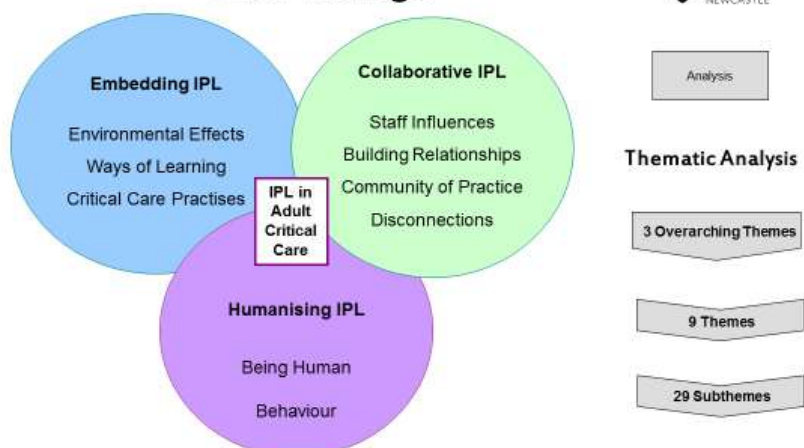 NEWCASTLE
Embedding IPL
Environmental Effects
Ways of Learning
Critical Care Practises
Collaborative IPL
Staff Influences
Building Relationships
Community of Practice
Disconnections
IPL in
Adult
Critical
Care
Humanising IPL
Being Human
Behaviour
Analysis
Thematic Analysis
3 Overarching Themes
9 Themes
29 Subthemes